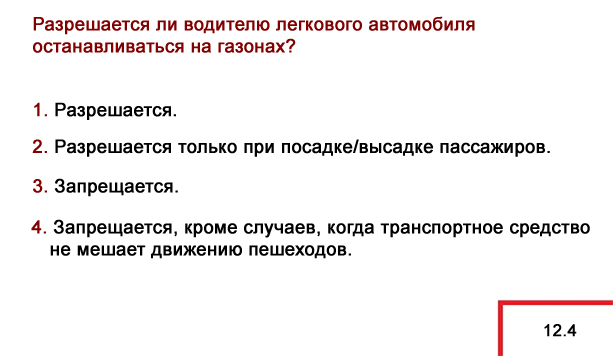 Разрешается ли водителю легкового автомобиля
останавливаться на газонах?
1. Разрешается.
2. Разрешается только при посадке/высадке пассажиров.
3. Запрещается.
4. Запрещается, кроме случаев, когда транспортное средство
не мешает движению пешеходов.
12.4